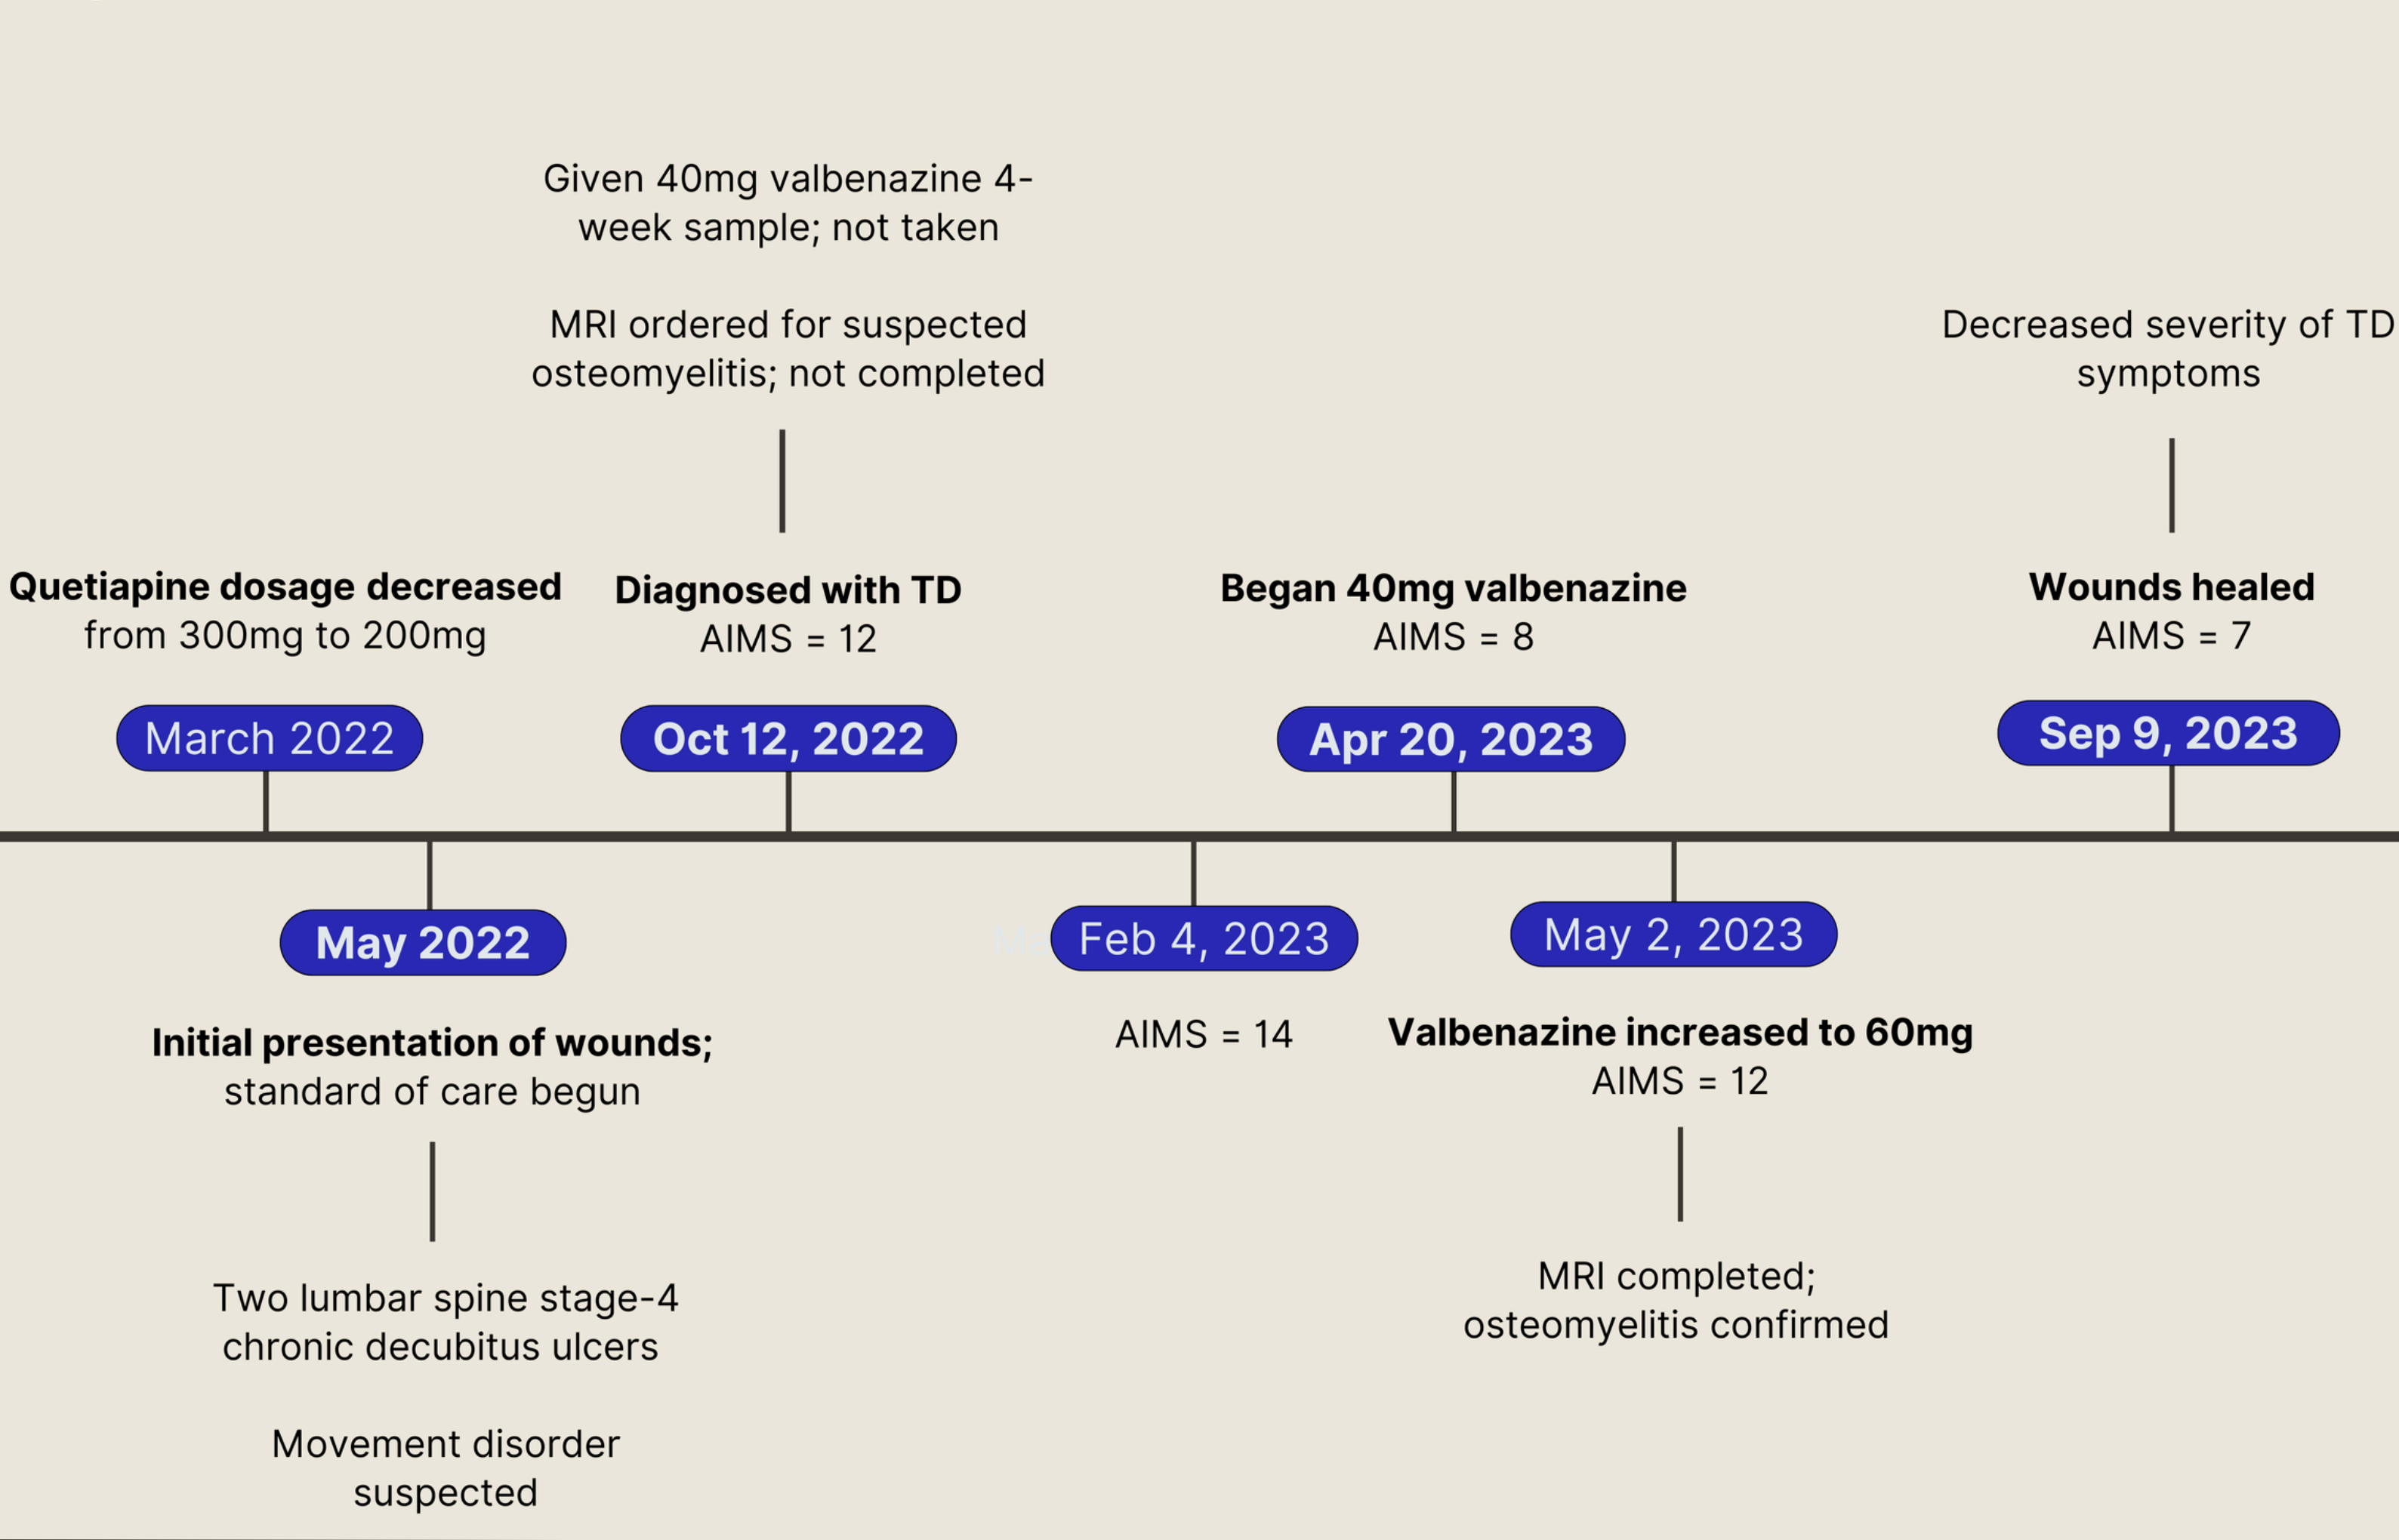 Given 40mg valbenazine 4-
week sample; not taken
MRI ordered for suspected
osteomyelitis; not completed
Decreased severity of TD
symptoms
Quetiapine dosage decreased
from 300mg to 200mg
Diagnosed with TD
AIMS = 12
Began 40mg valbenazine
AIMS = 8
Wounds healed
AIMS = 7
March 2022
Oct 12, 2022
Apr 20, 2023
Sep 9, 2023
May 2022
Feb 4, 2023
May 2, 2023
Initial presentation of wounds;
standard of care begun
AIMS = 14
Valbenazine increased to 60mg
AIMS = 12
Two lumbar spine stage-4
chronic decubitus ulcers
Movement disorder
suspected
MRI completed;
osteomyelitis confirmed